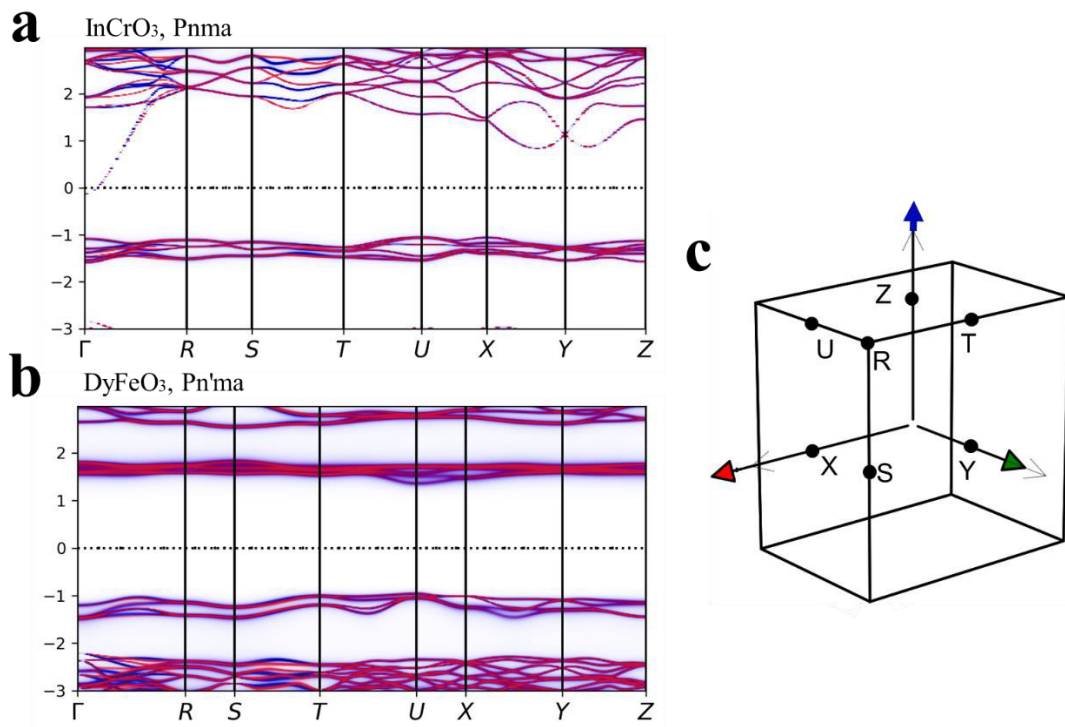 a
InCrO₃, Pnma
2
1
0
−1
−2
−3
Γ R S T U X Y Z
b
DyFeO₃, Pn'ma
2
1
0
−1
−2
−3
Γ R S T U X Y Z
c
Z
U R T
X S Y